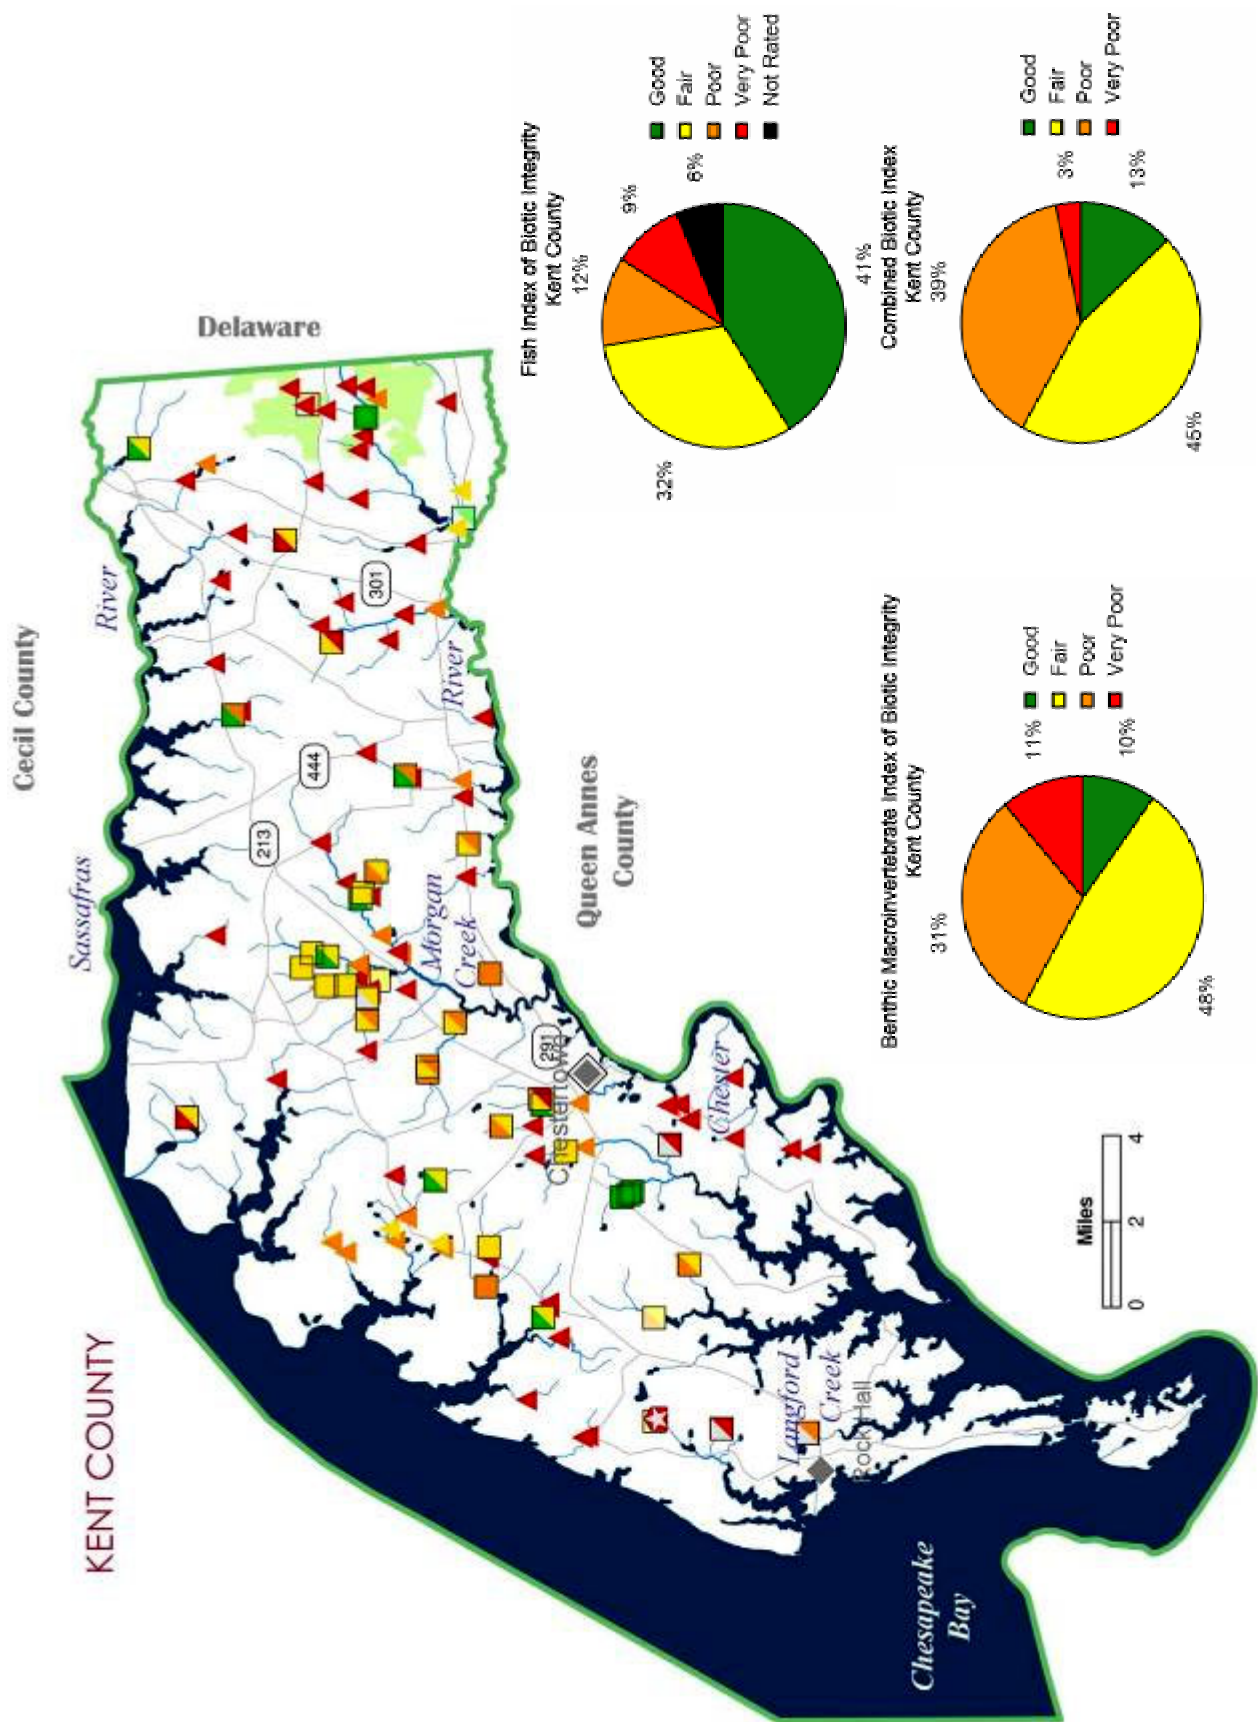 KENT COUNTY
Cecil County
Sassafras
River
Delaware
213
444
301
River
Morgan
Creek
Queen Annes
County
291
Chestertown
Chester
Langford
Creek
Rock Hall
Chesapeake
Bay
Miles
0 2 4
Fish Index of Biotic Integrity
Kent County
12%
9%
6%
32%
41%
Good
Fair
Poor
Very Poor
Not Rated
Benthic Macroinvertebrate Index of Biotic Integrity
Kent County
31%
11%
10%
48%
Good
Fair
Poor
Very Poor
Combined Biotic Index
Kent County
39%
3%
13%
45%
Good
Fair
Poor
Very Poor